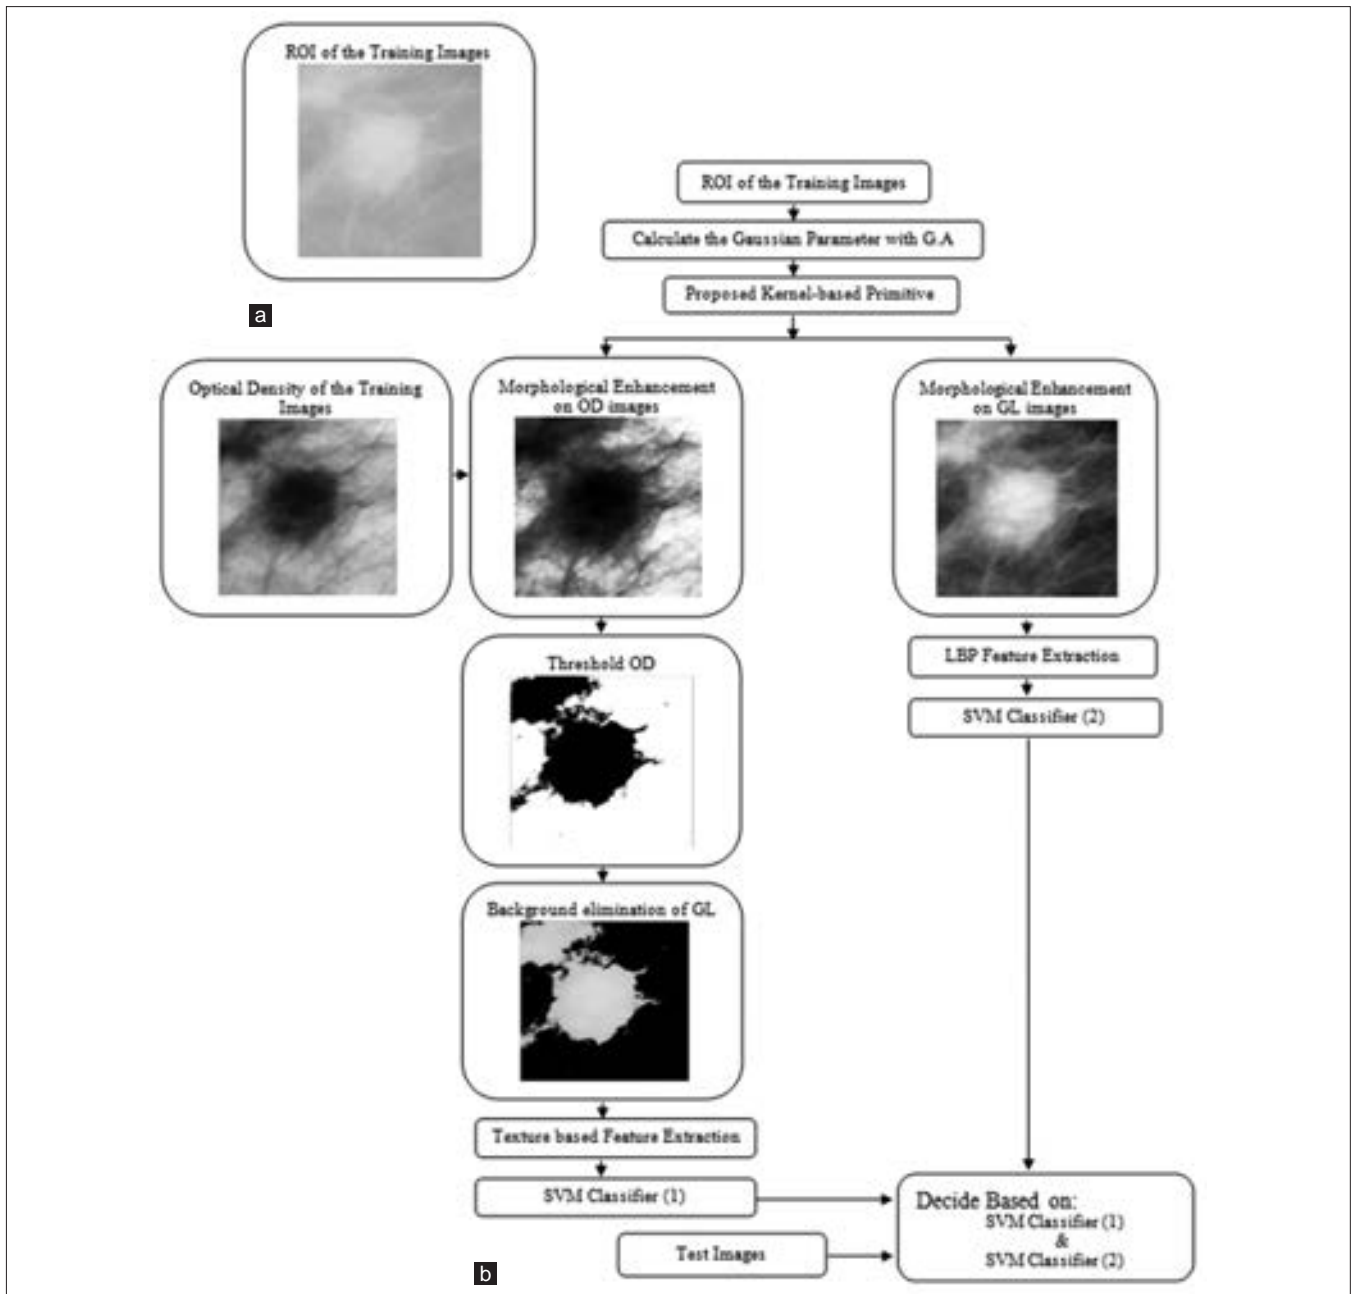 ROI of the Training Images
a
ROI of the Training Images
Calculate the Gaussian Parameter with G.A
Proposed Kernel-based Primitive
Optical Density of the Training
Images
Morphological Enhancement
on OD images
Morphological Enhancement
on GL images
Threshold OD
LBP Feature Extraction
SVM Classifier (2)
Background elimination of GL
Texture based Feature Extraction
SVM Classifier (1)
Test Images
Decide Based on:
SVM Classifier (1)
&
SVM Classifier (2)
b